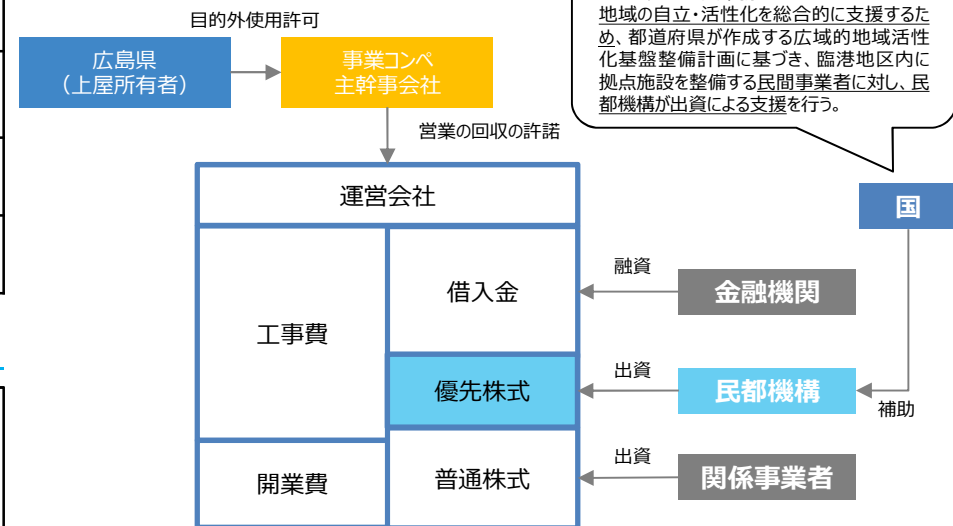 目的外使用許可
広島県
（上屋所有者）
事業コンペ
主幹事会社
地域の自立・活性化を総合的に支援するた
め、都道府県が作成する広域的地域活性
化基盤整備計画に基づき、臨港地区内に
拠点施設を整備する民間事業者に対し、民
都機構が出資による支援を行う。
営業の回収の許諾
運営会社
国
工事費
借入金
融資
金融機関
優先株式
出資
民都機構
補助
開業費
普通株式
出資
関係事業者